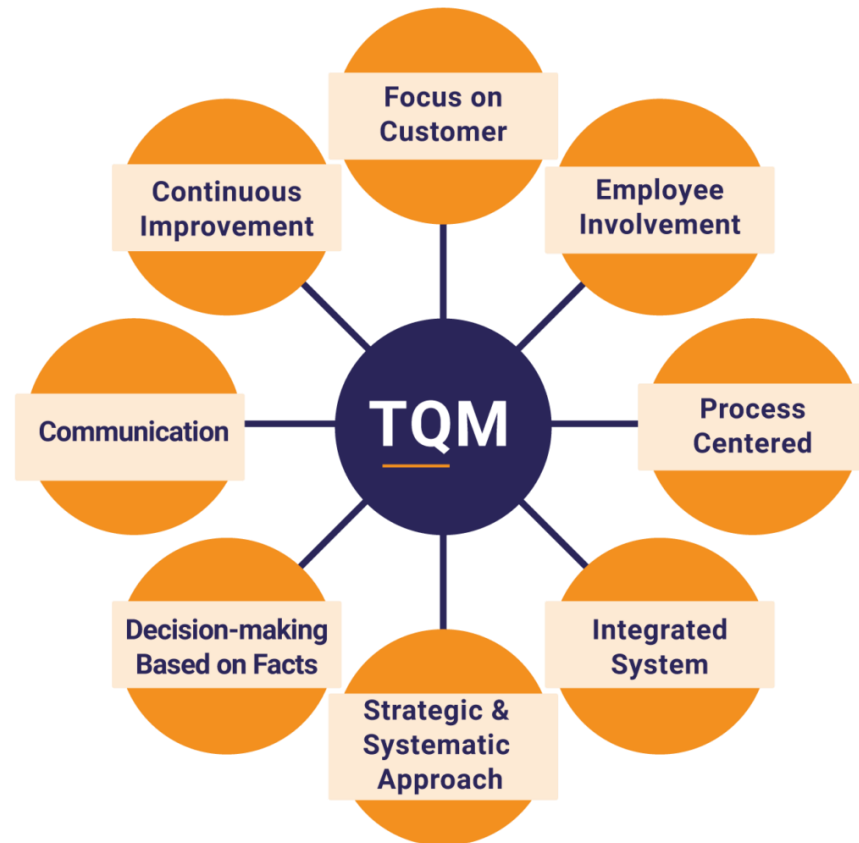 Focus on
Customer
Employee
Involvement
Process
Centered
Integrated
System
Strategic &
Systematic
Approach
Decision-making
Based on Facts
Communication
Continuous
Improvement
TQM